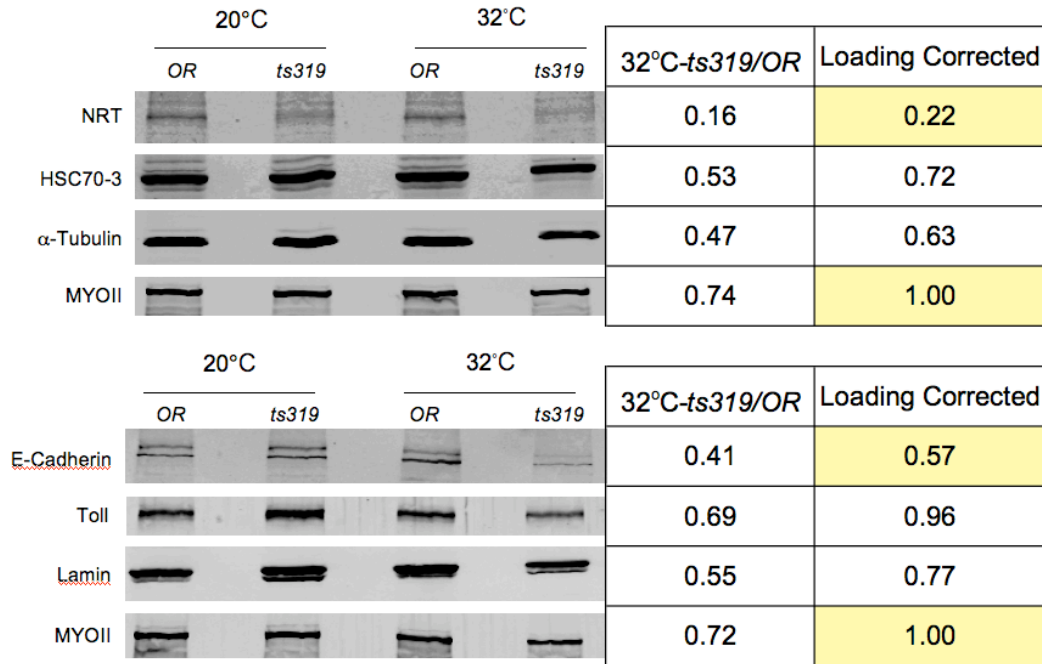 20°C 32°C
OR ts319 OR ts319
32°C-ts319/OR Loading Corrected
NRT 0.16 0.22
HSC70-3 0.53 0.72
α-Tubulin 0.47 0.63
MYOII 0.74 1.00
20°C 32°C
OR ts319 OR ts319
32°C-ts319/OR Loading Corrected
E-Cadherin 0.41 0.57
Toll 0.69 0.96
Lamin 0.55 0.77
MYOII 0.72 1.00